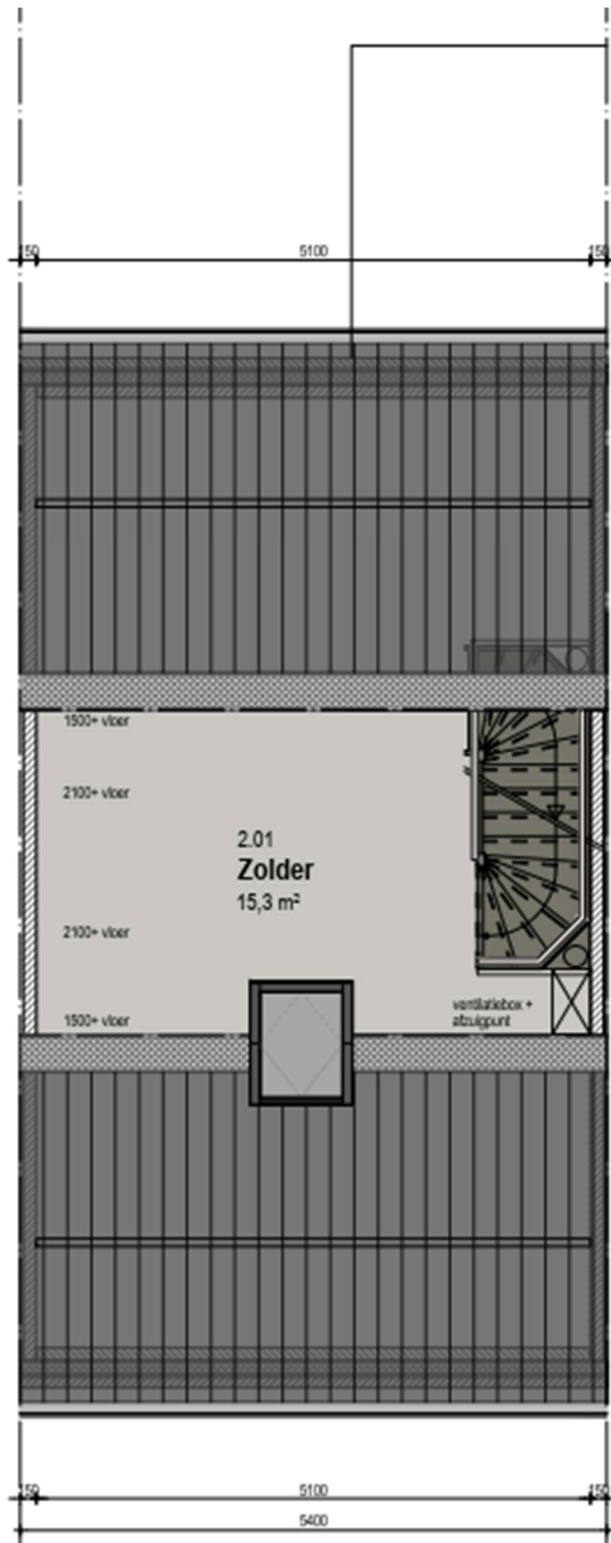 150 5100 150
1500+ vloer
2100+ vloer
2.01
Zolder
15,3 m²
2100+ vloer
ventilatiebox +
afzuigpunt
1500+ vloer
150 5100 150
5400